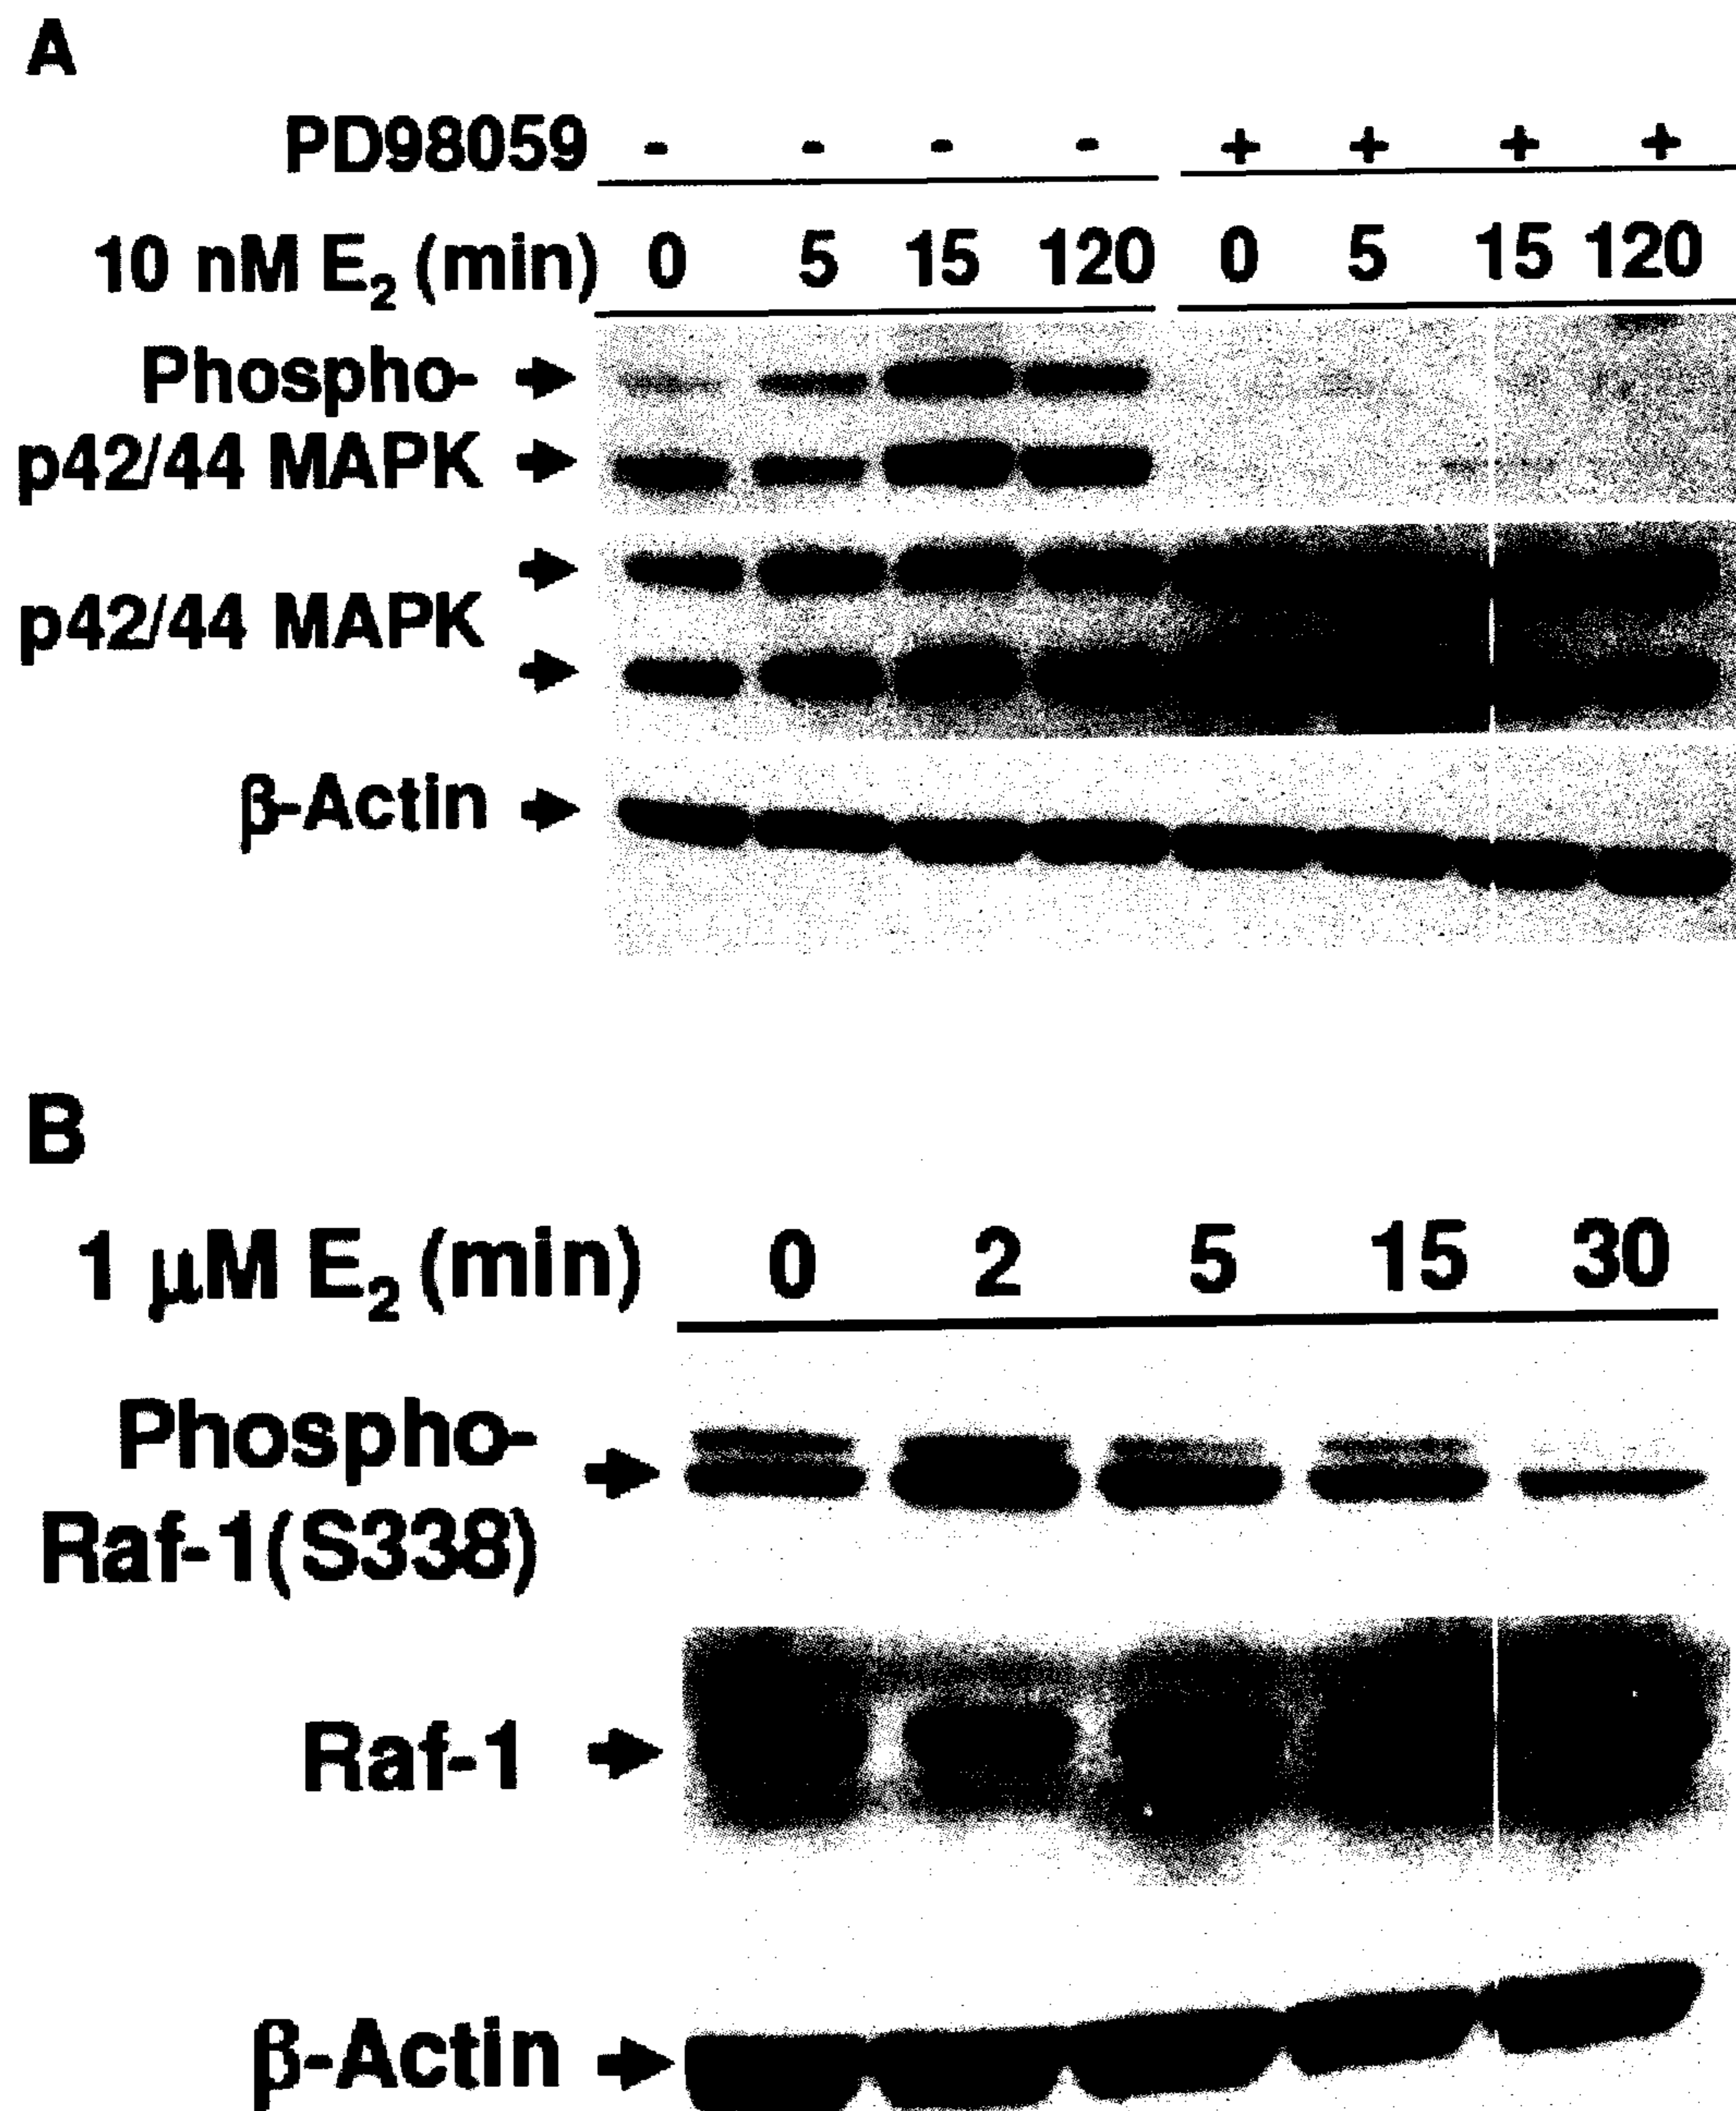 A
PD98059 - - - - + + + +
10 nM E₂ (min) 0 5 15 120 0 5 15 120
Phospho-
p42/44 MAPK
p42/44 MAPK
β-Actin
B
1 μM E₂ (min) 0 2 5 15 30
Phospho-
Raf-1(S338)
Raf-1
β-Actin